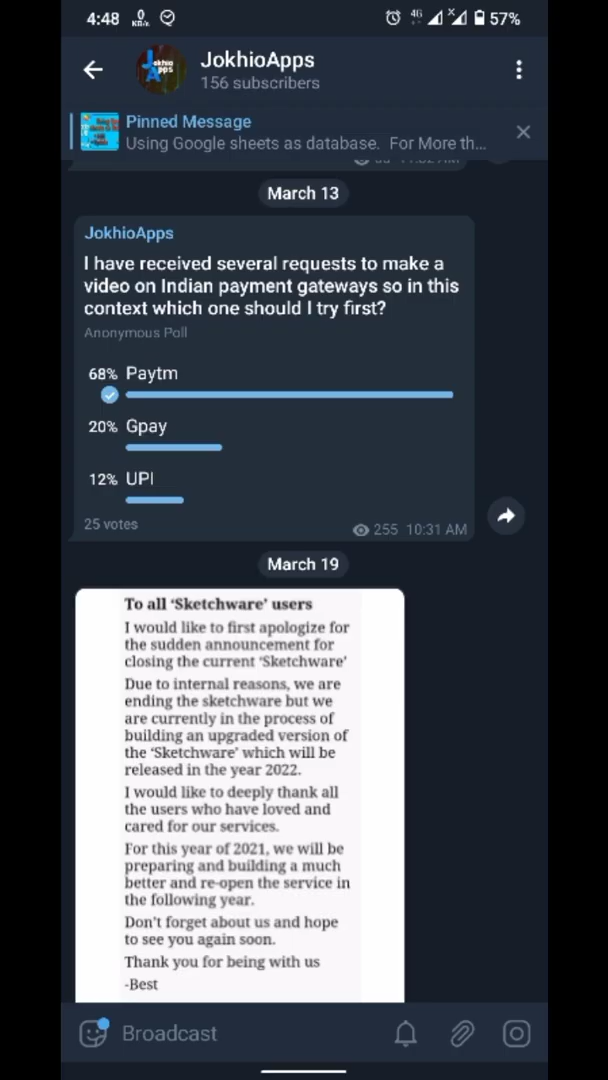 4:48 0 KB/s 4G 57%
JokhioApps
156 subscribers
Jokhio
Apps
Pinned Message
Using Google sheets as database. For More th...
March 13
JokhioApps
I have received several requests to make a
video on Indian payment gateways so in this
context which one should I try first?
Anonymous Poll
68% Paytm
20% Gpay
12% UPI
25 votes
255 10:31 AM
March 19
To all ‘Sketchware’ users
I would like to first apologize for
the sudden announcement for
closing the current ‘Sketchware’
Due to internal reasons, we are
ending the sketchware but we
are currently in the process of
building an upgraded version of
the ‘Sketchware’ which will be
released in the year 2022.
I would like to deeply thank all
the users who have loved and
cared for our services.
For this year of 2021, we will be
preparing and building a much
better and re-open the service in
the following year.
Don’t forget about us and hope
to see you again soon.
Thank you for being with us
-Best
Broadcast